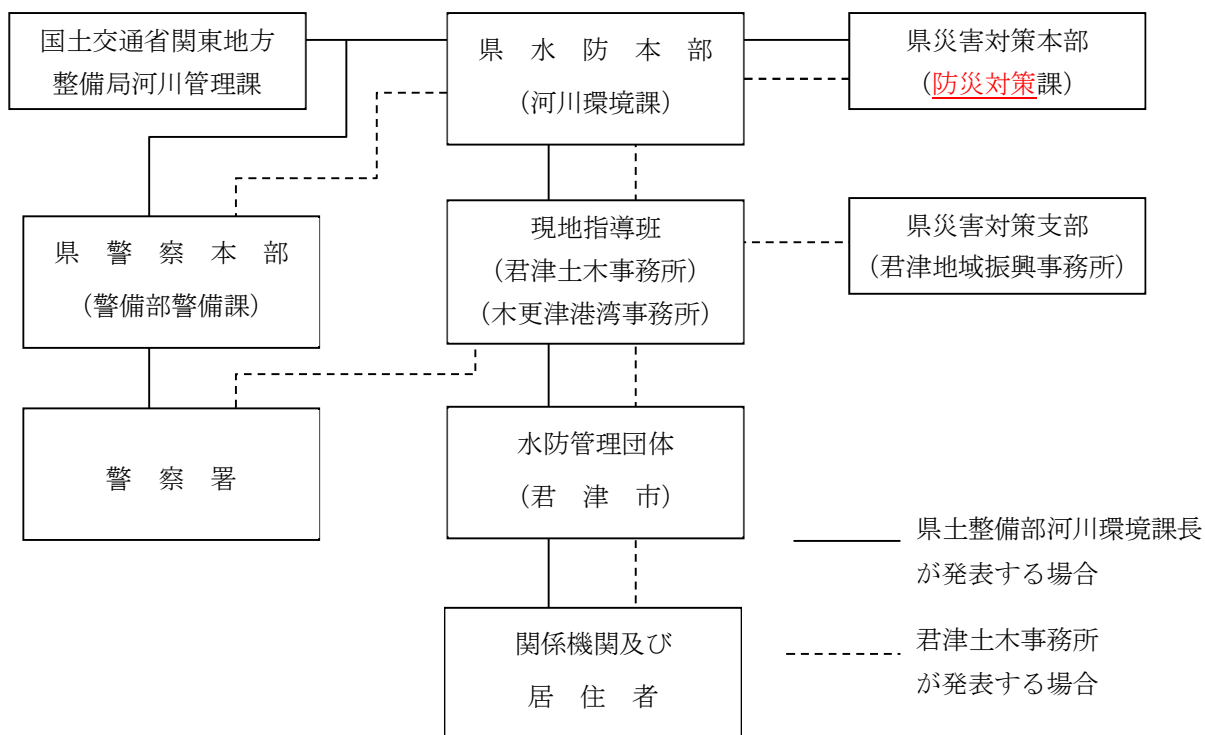 国土交通省関東地方
整備局河川管理課
県　水　防　本　部
（河川環境課）
県災害対策本部
（防災対策課）
県　警　察　本　部
（警備部警備課）
現地指導班
（君津土木事務所）
（木更津港湾事務所）
県災害対策支部
（君津地域振興事務所）
警　察　署
水防管理団体
（君　津　市）
関係機関及び
居　住　者
県土整備部河川環境課長
が発表する場合
君津土木事務所
が発表する場合